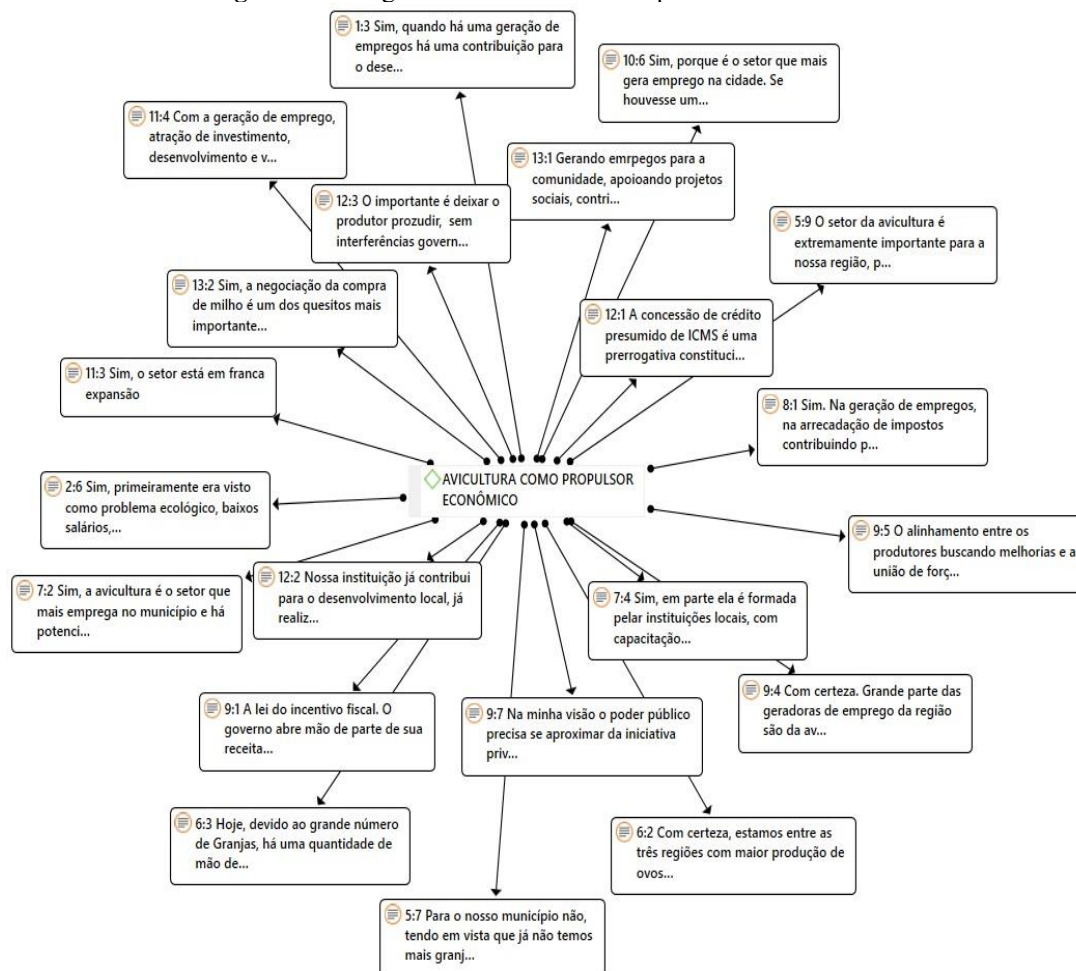 1:3 Sim, quando há uma geração de
empregos há uma contribuição para
o dese...
10:6 Sim, porque é o setor que mais
gera emprego na cidade. Se
houvesse um...
11:4 Com a geração de emprego,
atração de investimento,
desenvolvimento e v...
13:1 Gerando emrpegos para a
comunidade, apoioando projetos
sociais, contri...
12:3 O importante é deixar o
produtor prozudir, sem
interferências govern...
5:9 O setor da avicultura é
extremamente importante para a
nossa região, p...
13:2 Sim, a negociação da compra
de milho é um dos quesitos mais
importante...
12:1 A concessão de crédito
presumido de ICMS é uma
prerrogativa constituci...
11:3 Sim, o setor está em franca
expansão
8:1 Sim. Na geração de empregos,
na arrecadação de impostos
contribuindo p...
AVICULTURA COMO PROPULSOR
ECONÔMICO
2:6 Sim, primeiramente era visto
como problema ecológico, baixos
salários,...
9:5 O alinhamento entre os
produtores buscando melhorias e a
união de forç...
7:2 Sim, a avicultura é o setor que
mais emprega no município e há
potenci...
12:2 Nossa instituição já contribui
para o desenvolvimento local, já
realiz...
7:4 Sim, em parte ela é formada
pelar instituições locais, com
capacitação...
9:4 Com certeza. Grande parte das
geradoras de emprego da região
são da av...
9:1 A lei do incentivo fiscal. O
governo abre mão de parte de sua
receita...
9:7 Na minha visão o poder público
precisa se aproximar da iniciativa
priv...
6:3 Hoje, devido ao grande número
de Granjas, há uma quantidade de
mão de...
6:2 Com certeza, estamos entre as
três regiões com maior produção de
ovos...
5:7 Para o nosso município não,
tendo em vista que já não temos
mais granj...